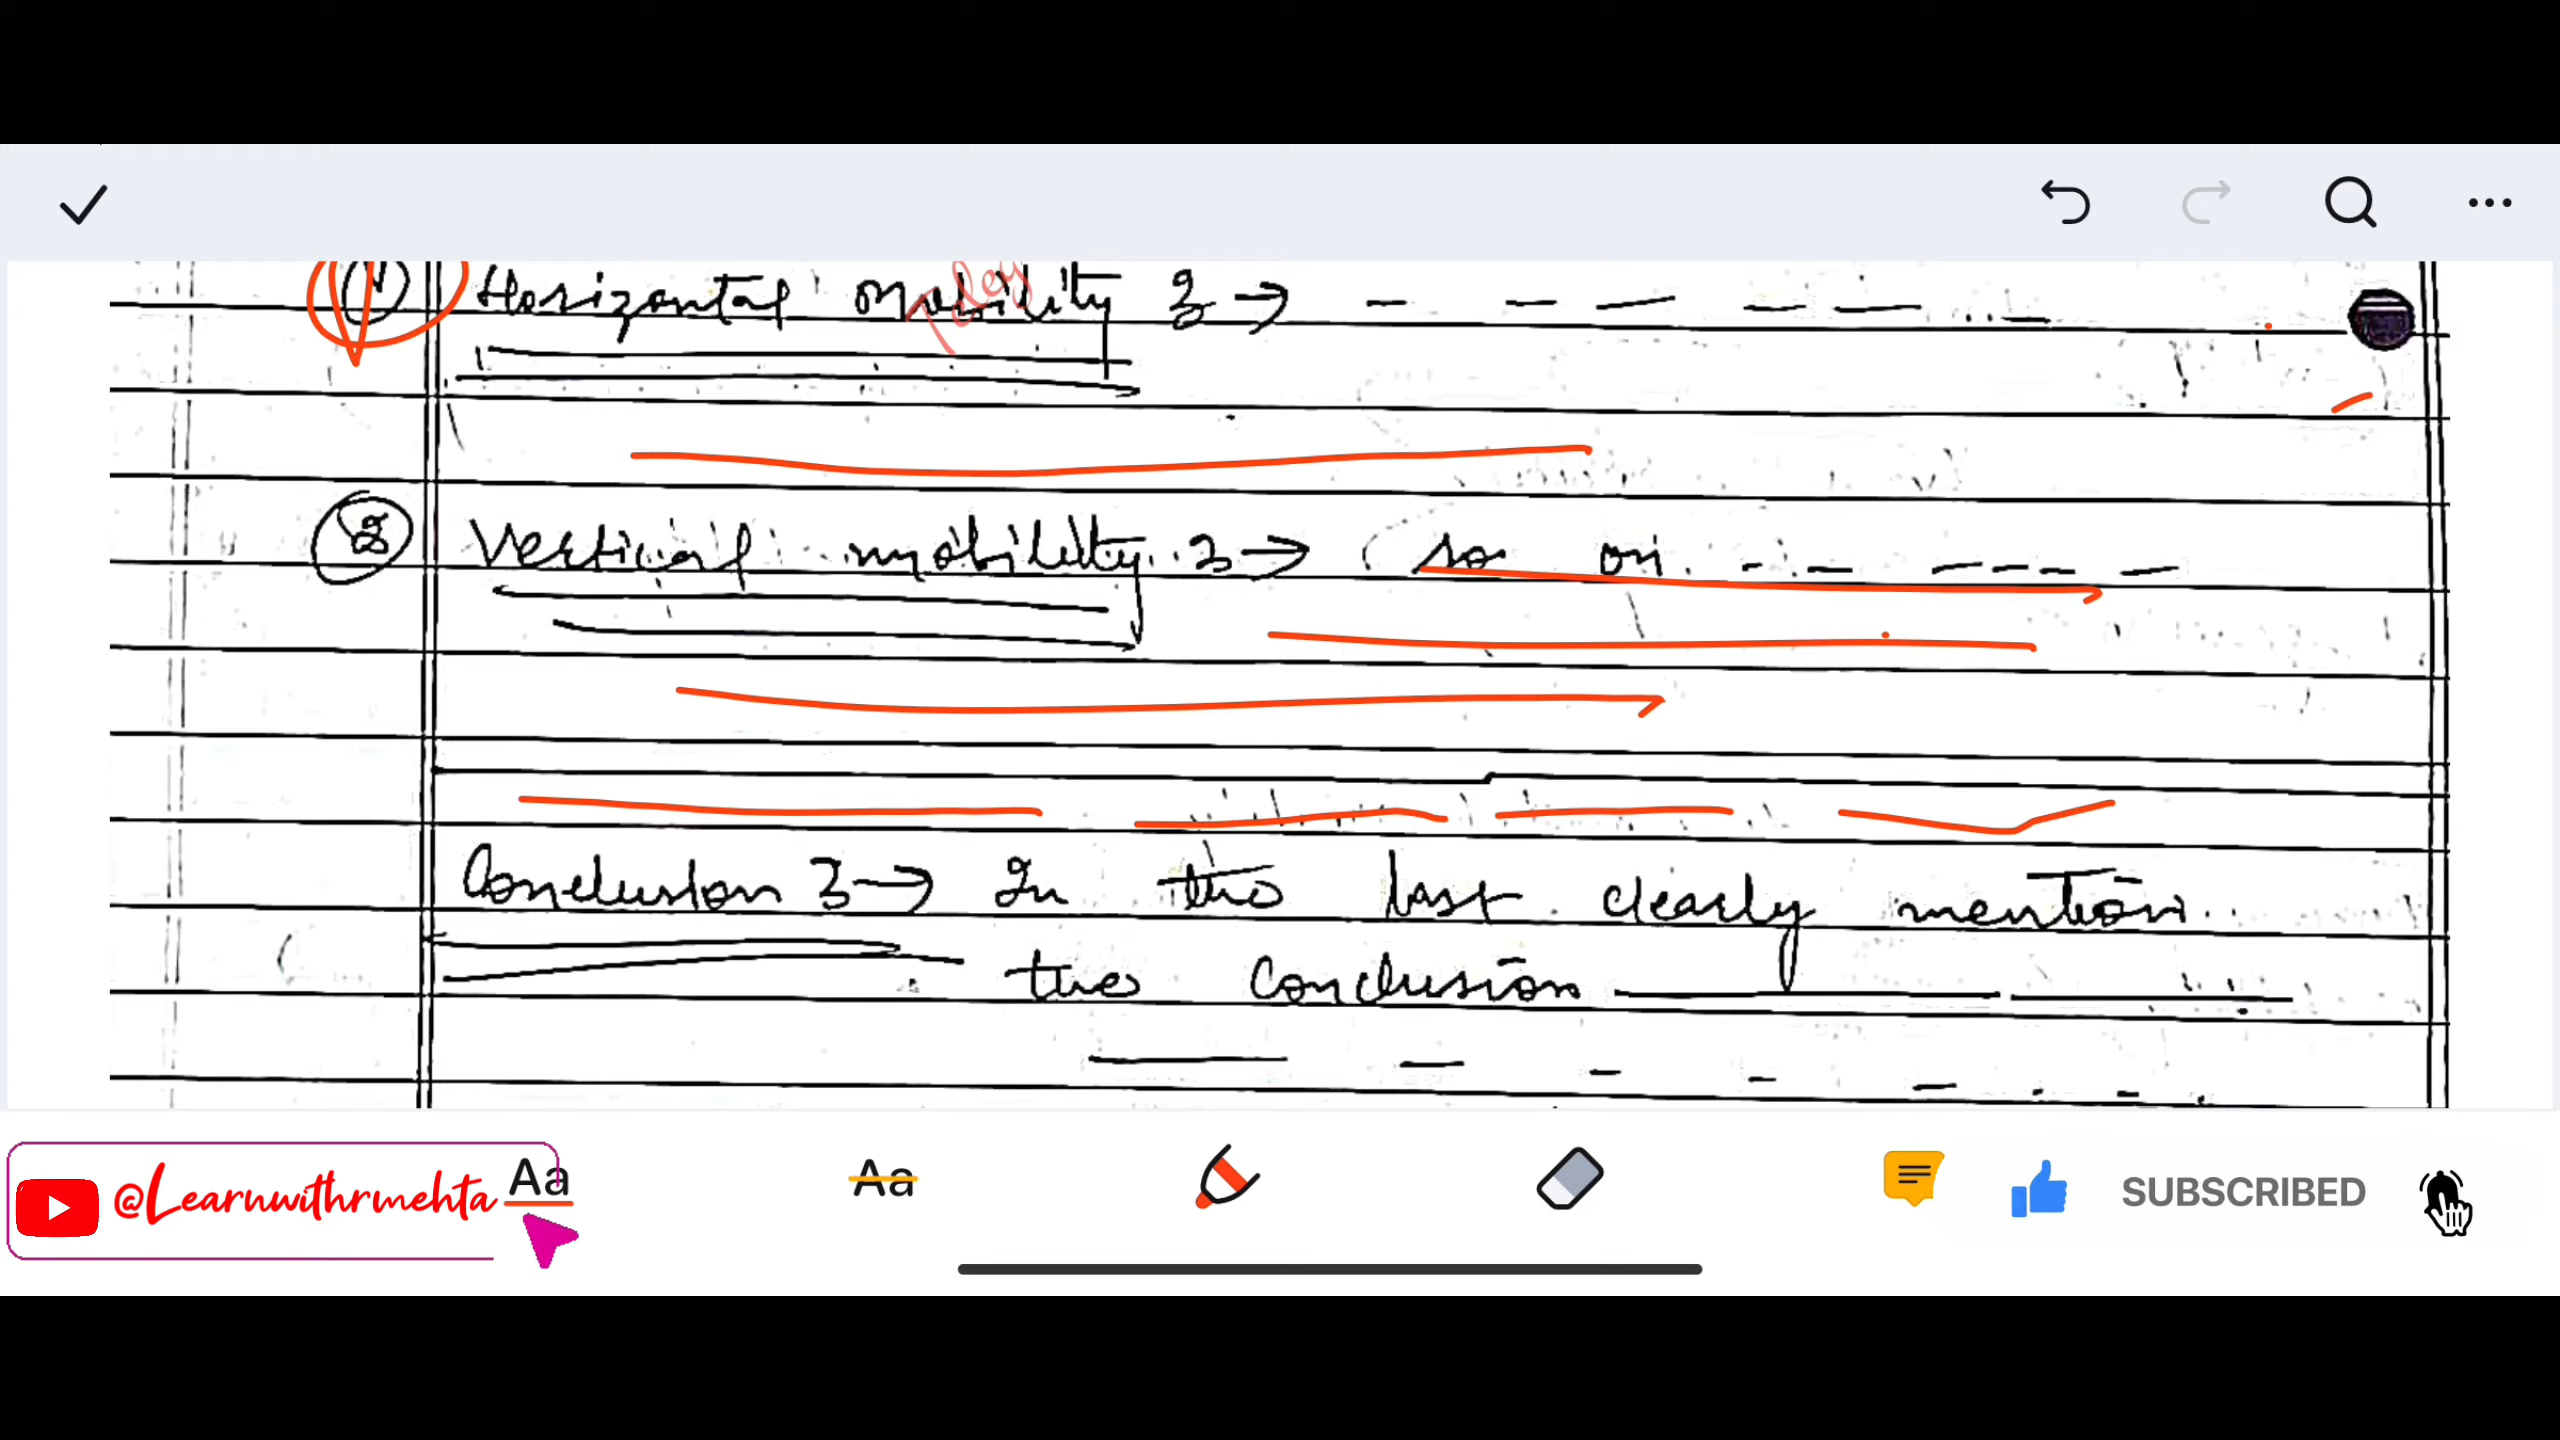 ① Horizontal mobility :→ - - — — — .. —
② Vertical mobility :→ so on. - . — - - - - —
Conclusion :→ In the last clearly mention
the Conclusion — —
— - - - - . - .
@Learnwithrmehta
Aa
Aa
SUBSCRIBED